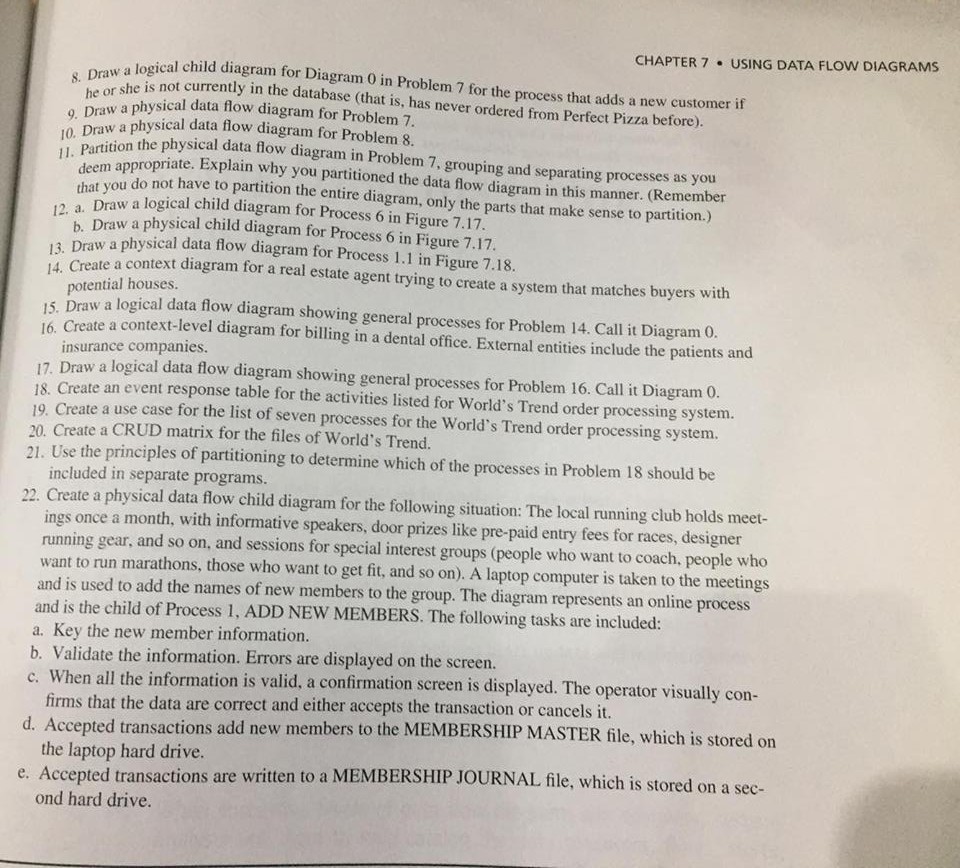 CHAPTER 7 • USING DATA FLOW DIAGRAMS
8. Draw a logical child diagram for Diagram 0 in Problem 7 for the process that adds a new customer if
he or she is not currently in the database (that is, has never ordered from Perfect Pizza before).
9. Draw a physical data flow diagram for Problem 7.
10. Draw a physical data flow diagram for Problem 8.
11. Partition the physical data flow diagram in Problem 7, grouping and separating processes as you
deem appropriate. Explain why you partitioned the data flow diagram in this manner. (Remember
that you do not have to partition the entire diagram, only the parts that make sense to partition.)
12. a. Draw a logical child diagram for Process 6 in Figure 7.17.
b. Draw a physical child diagram for Process 6 in Figure 7.17.
13. Draw a physical data flow diagram for Process 1.1 in Figure 7.18.
14. Create a context diagram for a real estate agent trying to create a system that matches buyers with
potential houses.
15. Draw a logical data flow diagram showing general processes for Problem 14. Call it Diagram 0.
16. Create a context-level diagram for billing in a dental office. External entities include the patients and
insurance companies.
17. Draw a logical data flow diagram showing general processes for Problem 16. Call it Diagram 0.
18. Create an event response table for the activities listed for World's Trend order processing system.
19. Create a use case for the list of seven processes for the World's Trend order processing system.
20. Create a CRUD matrix for the files of World's Trend.
21. Use the principles of partitioning to determine which of the processes in Problem 18 should be
included in separate programs.
22. Create a physical data flow child diagram for the following situation: The local running club holds meet-
ings once a month, with informative speakers, door prizes like pre-paid entry fees for races, designer
running gear, and so on, and sessions for special interest groups (people who want to coach, people who
want to run marathons, those who want to get fit, and so on). A laptop computer is taken to the meetings
and is used to add the names of new members to the group. The diagram represents an online process
and is the child of Process 1, ADD NEW MEMBERS. The following tasks are included:
a. Key the new member information.
b. Validate the information. Errors are displayed on the screen.
c. When all the information is valid, a confirmation screen is displayed. The operator visually con-
firms that the data are correct and either accepts the transaction or cancels it.
d. Accepted transactions add new members to the MEMBERSHIP MASTER file, which is stored on
the laptop hard drive.
e. Accepted transactions are written to a MEMBERSHIP JOURNAL file, which is stored on a sec-
ond hard drive.